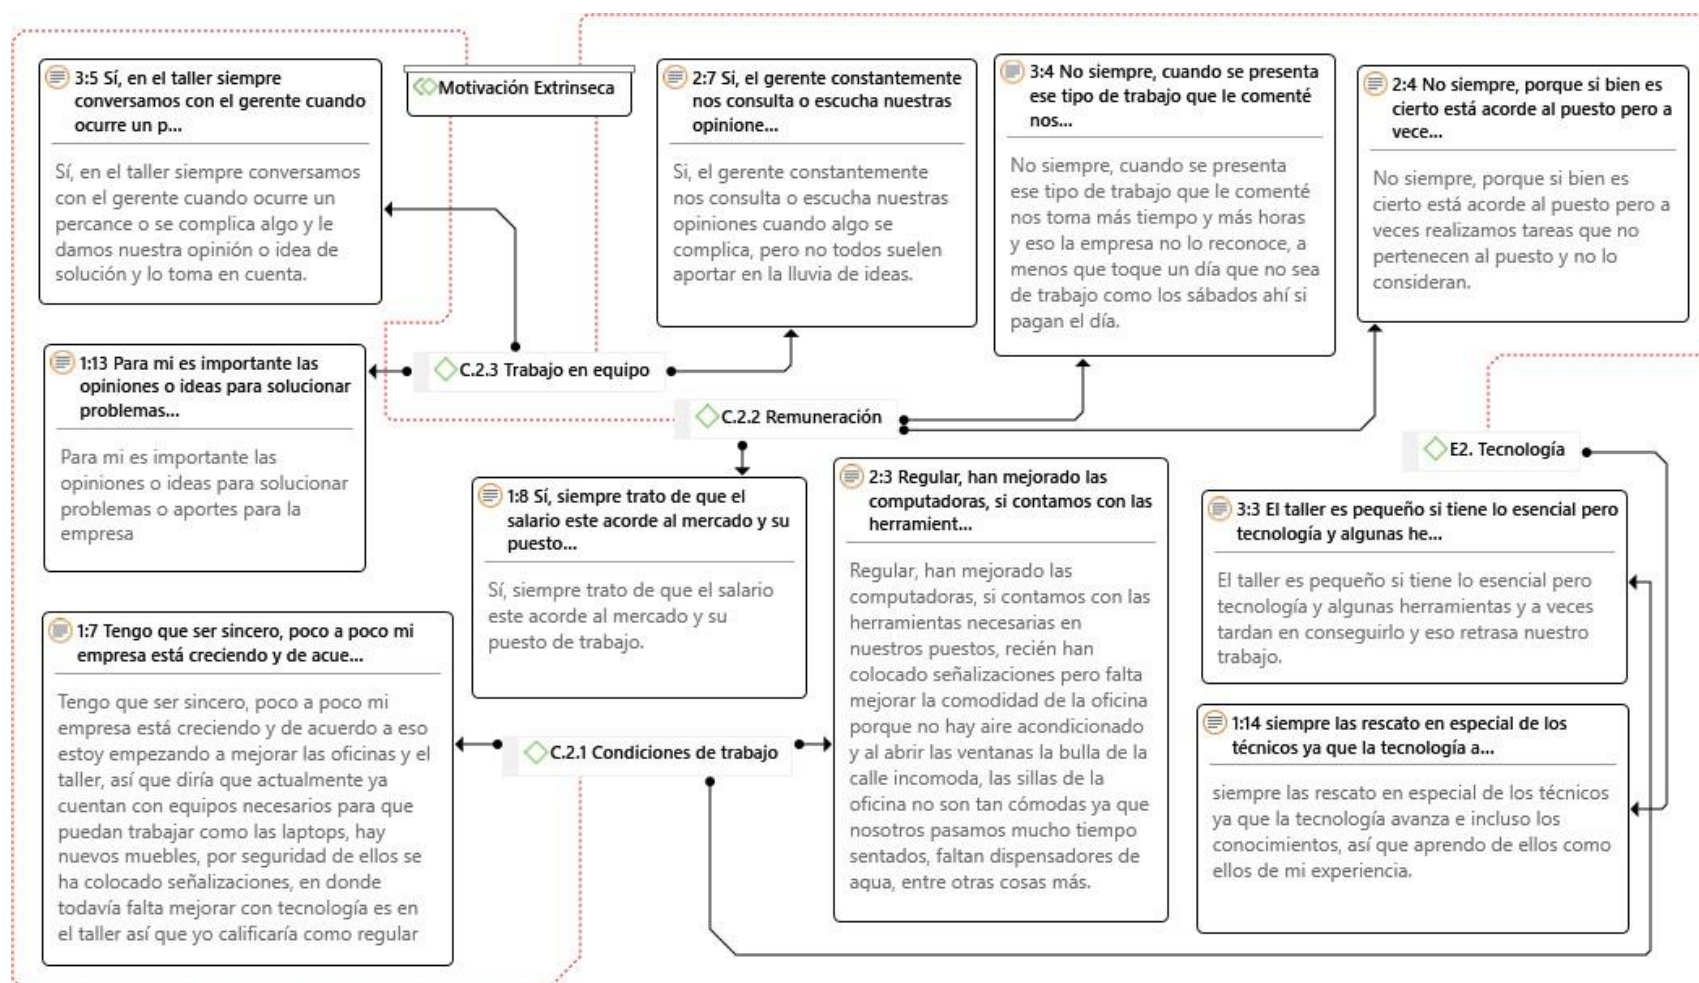 3:5 Sí, en el taller siempre
conversamos con el gerente cuando
ocurre un p...
Sí, en el taller siempre conversamos
con el gerente cuando ocurre un
percance o se complica algo y le
damos nuestra opinión o idea de
solución y lo toma en cuenta.
Motivación Extrinseca
2:7 Si, el gerente constantemente
nos consulta o escucha nuestras
opinione...
Si, el gerente constantemente
nos consulta o escucha nuestras
opiniones cuando algo se
complica, pero no todos suelen
aportar en la lluvia de ideas.
3:4 No siempre, cuando se presenta
ese tipo de trabajo que le comenté
nos...
No siempre, cuando se presenta
ese tipo de trabajo que le comenté
nos toma más tiempo y más horas
y eso la empresa no lo reconoce, a
menos que toque un día que no sea
de trabajo como los sábados ahí si
pagan el día.
2:4 No siempre, porque si bien es
cierto está acorde al puesto pero a
vece...
No siempre, porque si bien es
cierto está acorde al puesto pero a
veces realizamos tareas que no
pertenecen al puesto y no lo
consideran.
1:13 Para mi es importante las
opiniones o ideas para solucionar
problemas...
Para mi es importante las
opiniones o ideas para solucionar
problemas o aportes para la
empresa
C.2.3 Trabajo en equipo
C.2.2 Remuneración
E2. Tecnología
1:8 Sí, siempre trato de que el
salario este acorde al mercado y su
puesto...
Sí, siempre trato de que el salario
este acorde al mercado y su
puesto de trabajo.
2:3 Regular, han mejorado las
computadoras, si contamos con las
herramient...
Regular, han mejorado las
computadoras, si contamos con las
herramientas necesarias en
nuestros puestos, recién han
colocado señalizaciones pero falta
mejorar la comodidad de la oficina
porque no hay aire acondicionado
y al abrir las ventanas la bulla de la
calle incomoda, las sillas de la
oficina no son tan cómodas ya que
nosotros pasamos mucho tiempo
sentados, faltan dispensadores de
agua, entre otras cosas más.
3:3 El taller es pequeño si tiene lo esencial pero
tecnología y algunas he...
El taller es pequeño si tiene lo esencial pero
tecnología y algunas herramientas y a veces
tardan en conseguirlo y eso retrasa nuestro
trabajo.
1:7 Tengo que ser sincero, poco a poco mi
empresa está creciendo y de acue...
Tengo que ser sincero, poco a poco mi
empresa está creciendo y de acuerdo a eso
estoy empezando a mejorar las oficinas y el
taller, así que diría que actualmente ya
cuentan con equipos necesarios para que
puedan trabajar como las laptops, hay
nuevos muebles, por seguridad de ellos se
ha colocado señalizaciones, en donde
todavía falta mejorar con tecnología es en
el taller así que yo calificaría como regular
C.2.1 Condiciones de trabajo
1:14 siempre las rescato en especial de los
técnicos ya que la tecnología a...
siempre las rescato en especial de los técnicos
ya que la tecnología avanza e incluso los
conocimientos, así que aprendo de ellos como
ellos de mi experiencia.